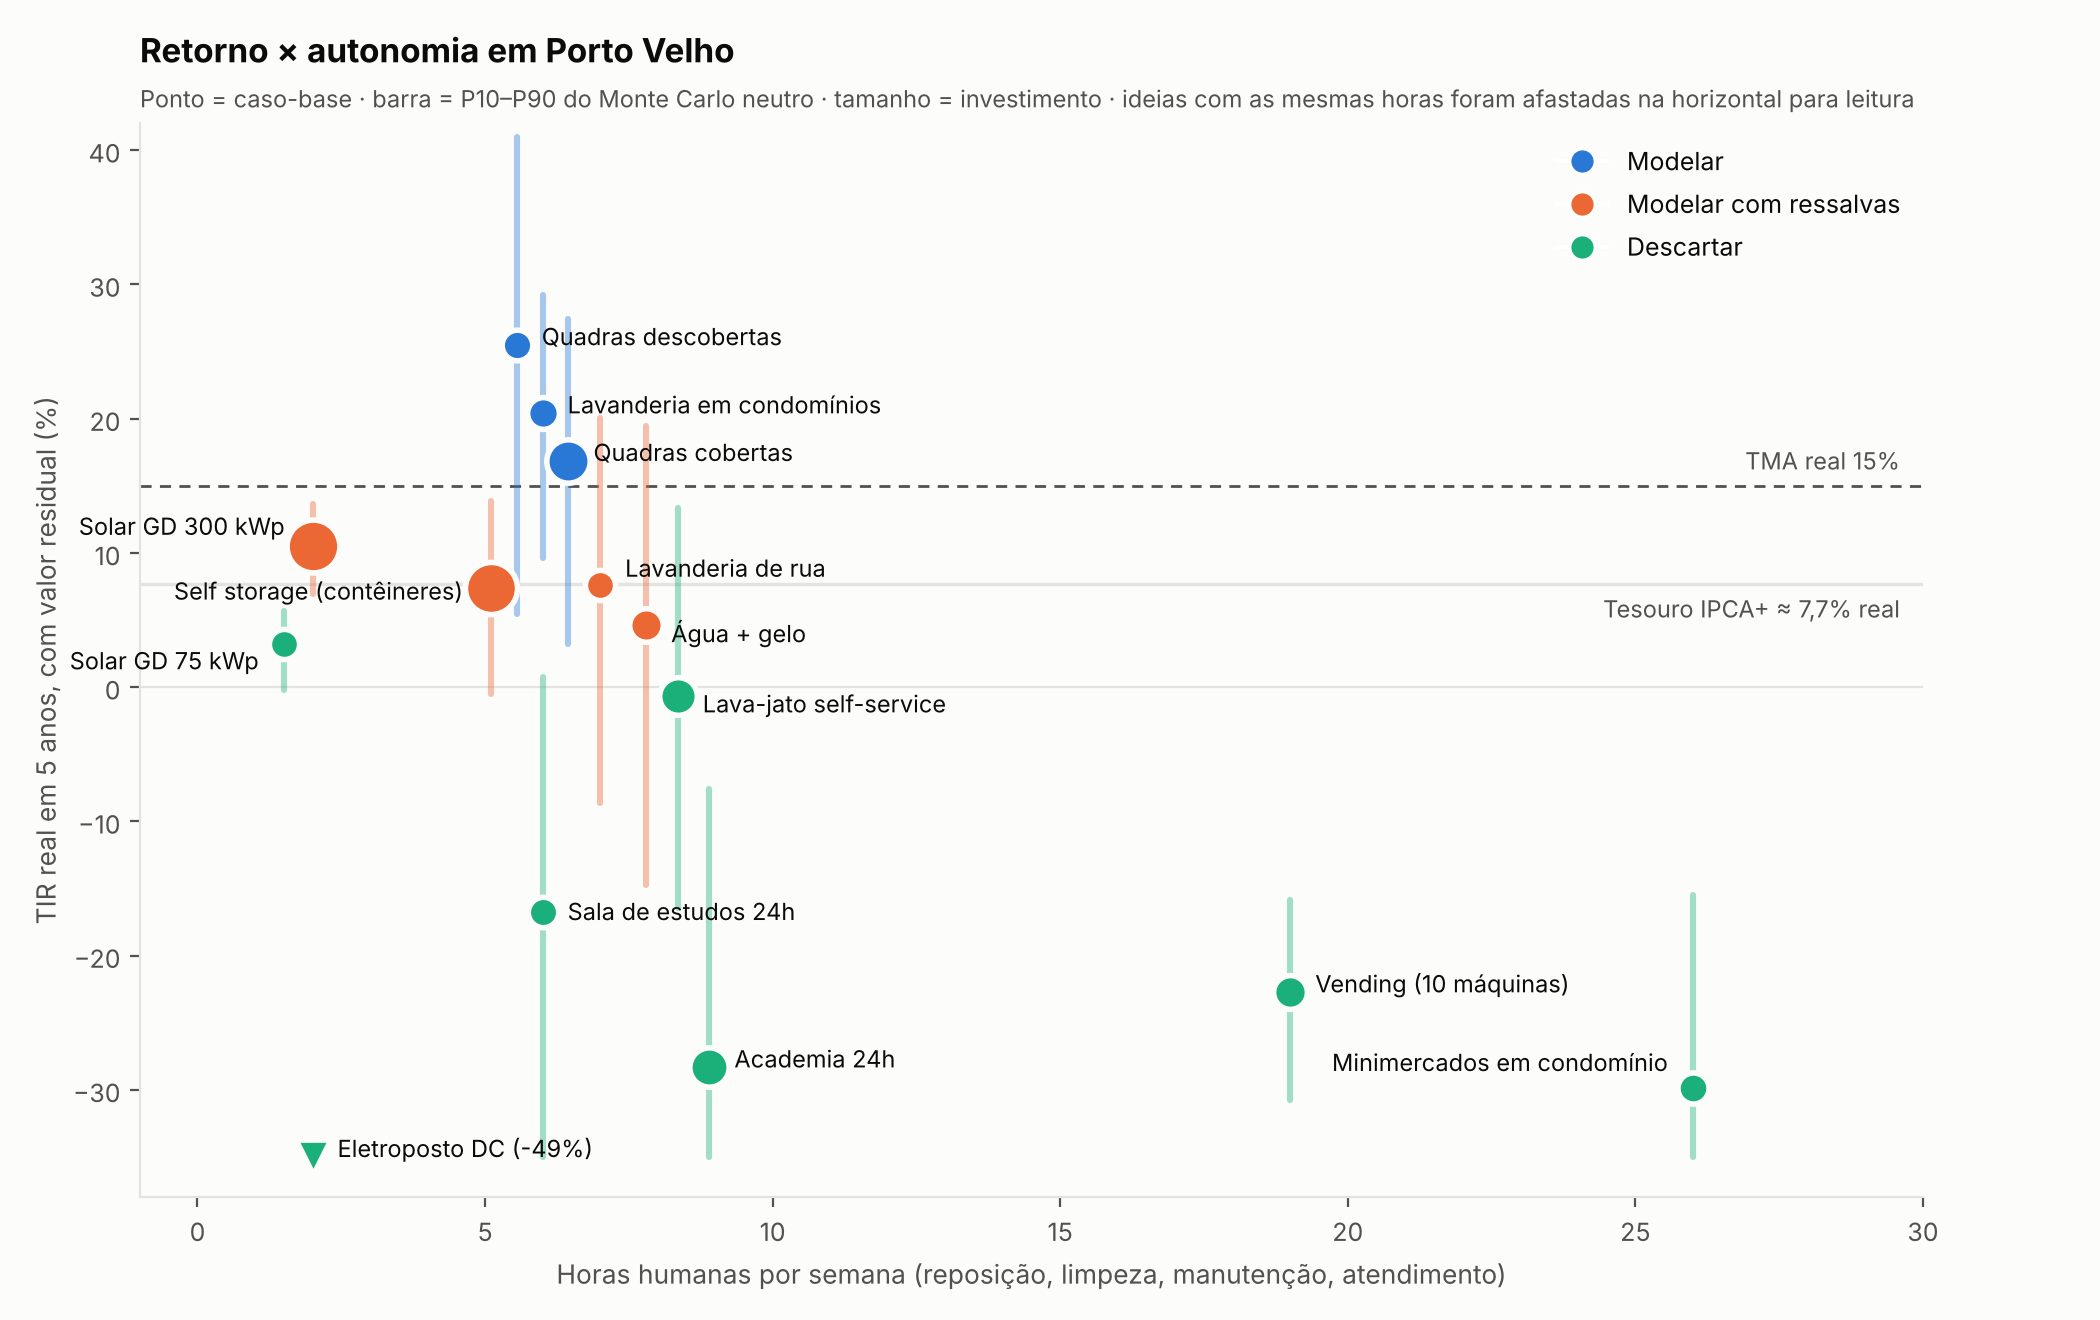 Retorno × autonomia em Porto Velho
Ponto = caso-base · barra = P10–P90 do Monte Carlo neutro · tamanho = investimento · ideias com as mesmas horas foram afastadas na horizontal para leitura
TIR real em 5 anos, com valor residual (%)
40
30
20
10
0
−10
−20
−30
Modelar
Modelar com ressalvas
Descartar
Quadras descobertas
Lavanderia em condomínios
Quadras cobertas
TMA real 15%
Solar GD 300 kWp
Lavanderia de rua
Self storage (contêineres)
Tesouro IPCA+ ≈ 7,7% real
Água + gelo
Solar GD 75 kWp
Lava-jato self-service
Sala de estudos 24h
Vending (10 máquinas)
Academia 24h
Minimercados em condomínio
Eletroposto DC (-49%)
0
5
10
15
20
25
30
Horas humanas por semana (reposição, limpeza, manutenção, atendimento)